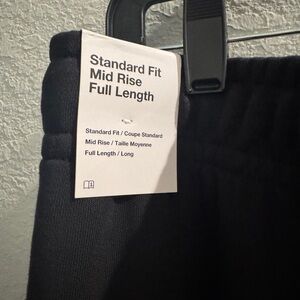 Standard Fit
Mid Rise
Full Length
Standard Fit / Coupe Standard
Mid Rise / Taille Moyenne
Full Length / Long